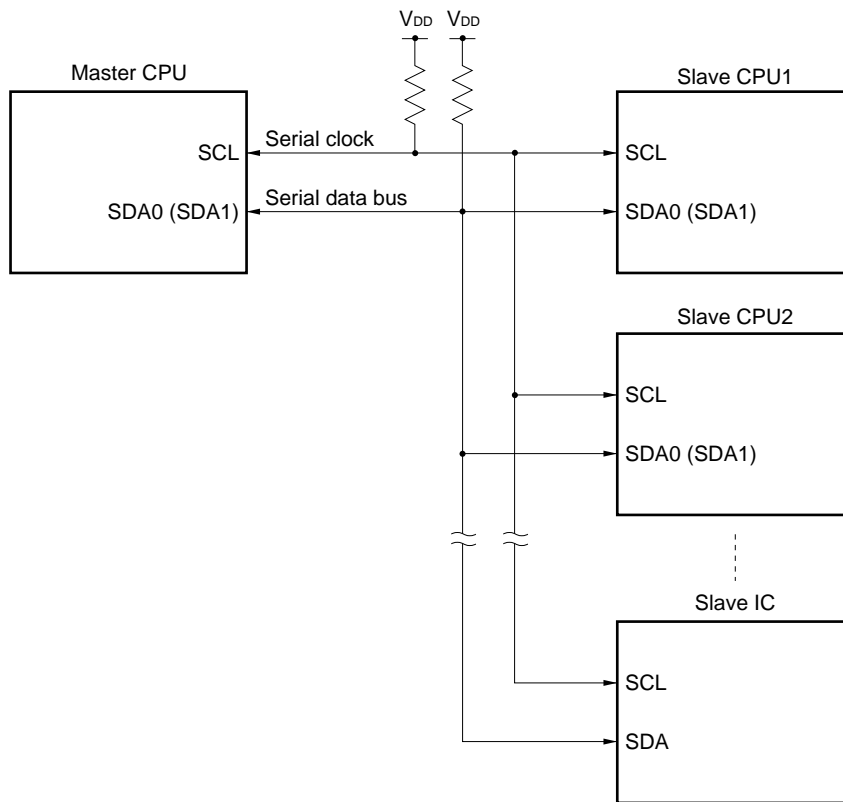 VDD VDD
Master CPU
Slave CPU1
Serial clock
SCL
SCL
Serial data bus
SDA0 (SDA1)
SDA0 (SDA1)
Slave CPU2
SCL
SDA0 (SDA1)
Slave IC
SCL
SDA